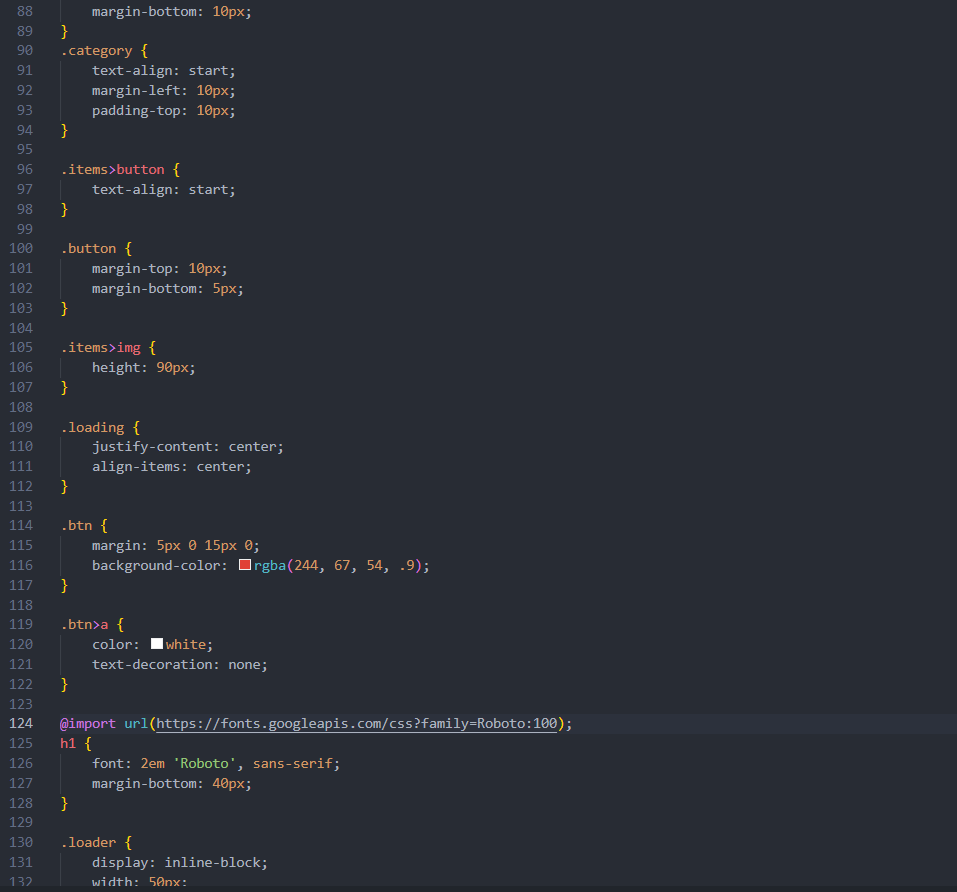 88 margin-bottom: 10px;
89 }
90 .category {
91 text-align: start;
92 margin-left: 10px;
93 padding-top: 10px;
94 }
95
96 .items>button {
97 text-align: start;
98 }
99
100 .button {
101 margin-top: 10px;
102 margin-bottom: 5px;
103 }
104
105 .items>img {
106 height: 90px;
107 }
108
109 .loading {
110 justify-content: center;
111 align-items: center;
112 }
113
114 .btn {
115 margin: 5px 0 15px 0;
116 background-color: rgba(244, 67, 54, .9);
117 }
118
119 .btn>a {
120 color: white;
121 text-decoration: none;
122 }
123
124 @import url(https://fonts.googleapis.com/css?family=Roboto:100);
125 h1 {
126 font: 2em 'Roboto', sans-serif;
127 margin-bottom: 40px;
128 }
129
130 .loader {
131 display: inline-block;
132 width: 50px;